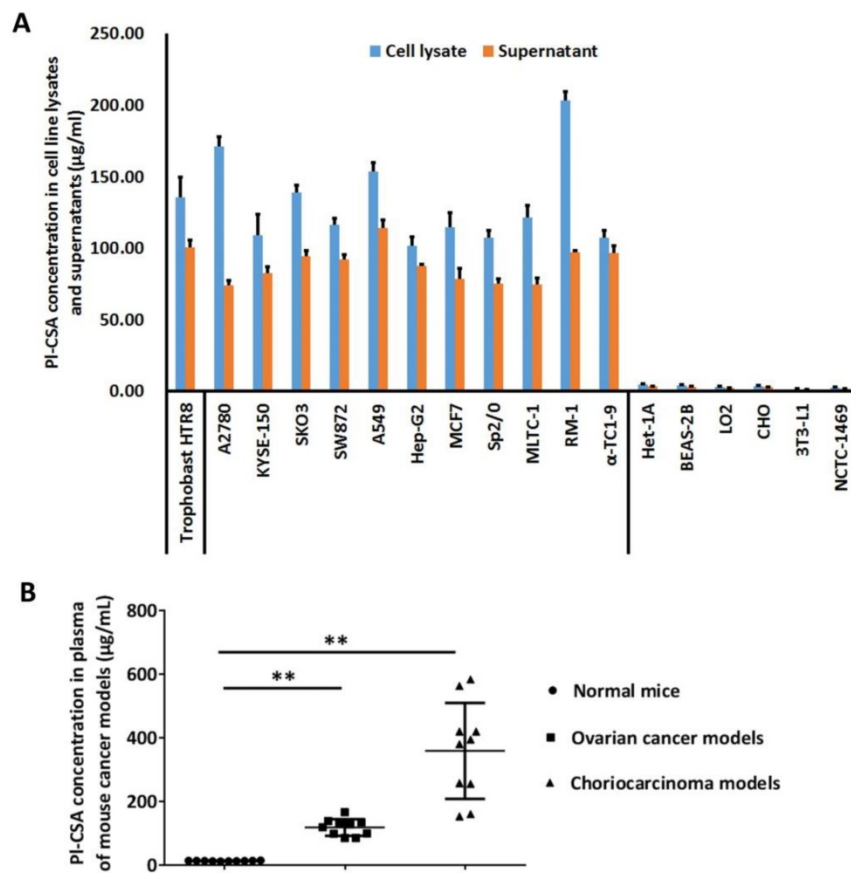 A
PI-CSA concentration in cell line lysates
and supernatants (µg/ml)
250.00
200.00
150.00
100.00
50.00
0.00
Cell lysate
Supernatant
Trophobast HTR8
A2780
KYSE-150
SKO3
SW872
A549
Hep-G2
MCF7
Sp2/0
MLTC-1
RM-1
α-TC1-9
Het-1A
BEAS-2B
LO2
CHO
3T3-L1
NCTC-1469
B
PI-CSA concentration in plasma
of mouse cancer models (µg/mL)
800
600
400
200
0
**
**
Normal mice
Ovarian cancer models
Choriocarcinoma models